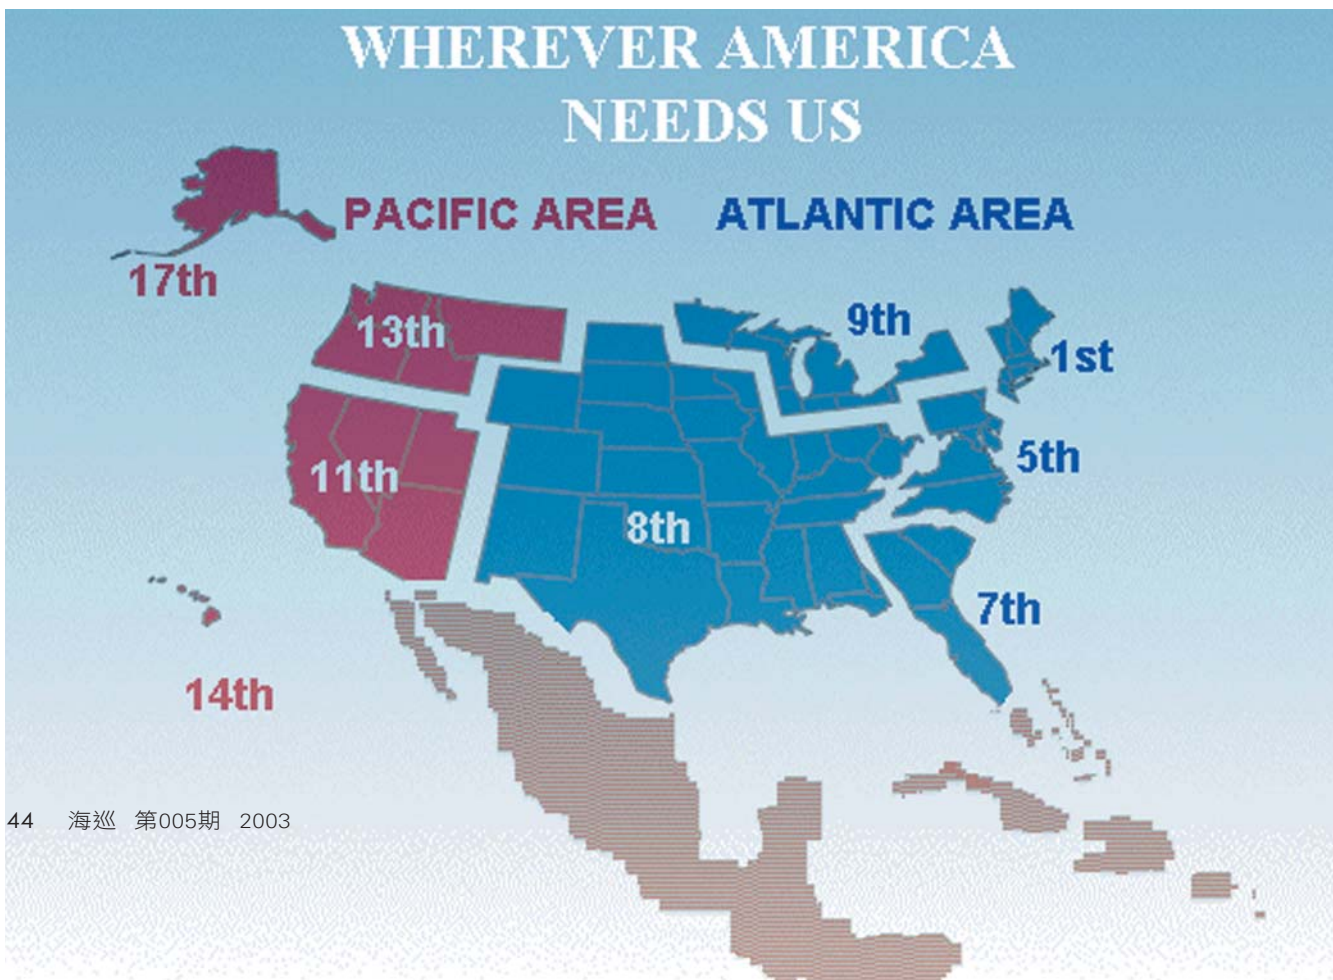 WHEREVER AMERICA
NEEDS US
PACIFIC AREA
ATLANTIC AREA
17th
13th
9th
1st
11th
5th
8th
7th
14th
44 海巡 第005期 2003